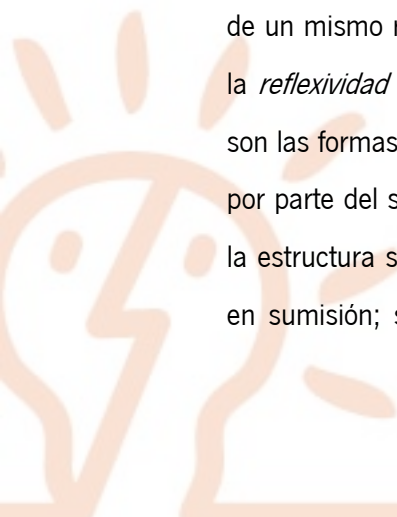 de un mismo
la reflexividad
son las formas
por parte del
la estructura
en sumisión;